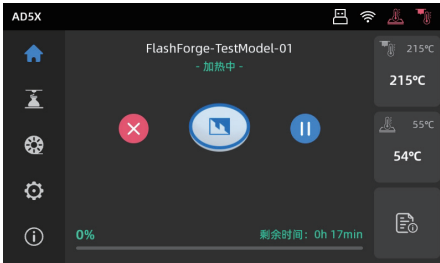 AD5X
FlashForge-TestModel-01
- 加热中 -
215℃
215℃
55℃
54℃
0%
剩余时间: 0h 17min